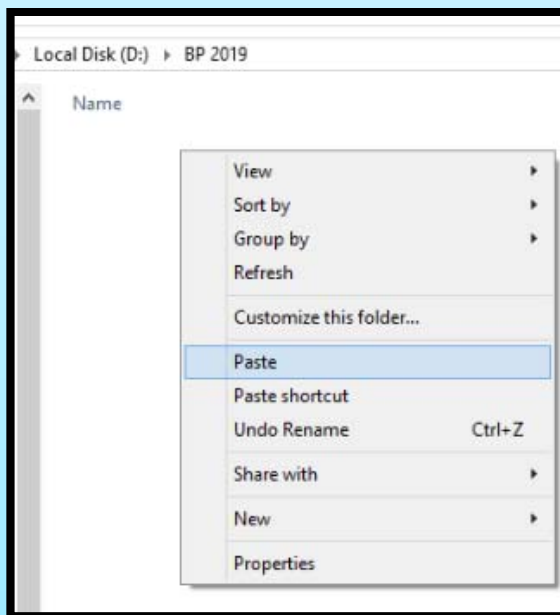 Local Disk (D:) BP 2019
Name
View
Sort by
Group by
Refresh
Customize this folder...
Paste
Paste shortcut
Undo Rename Ctrl+Z
Share with
New
Properties